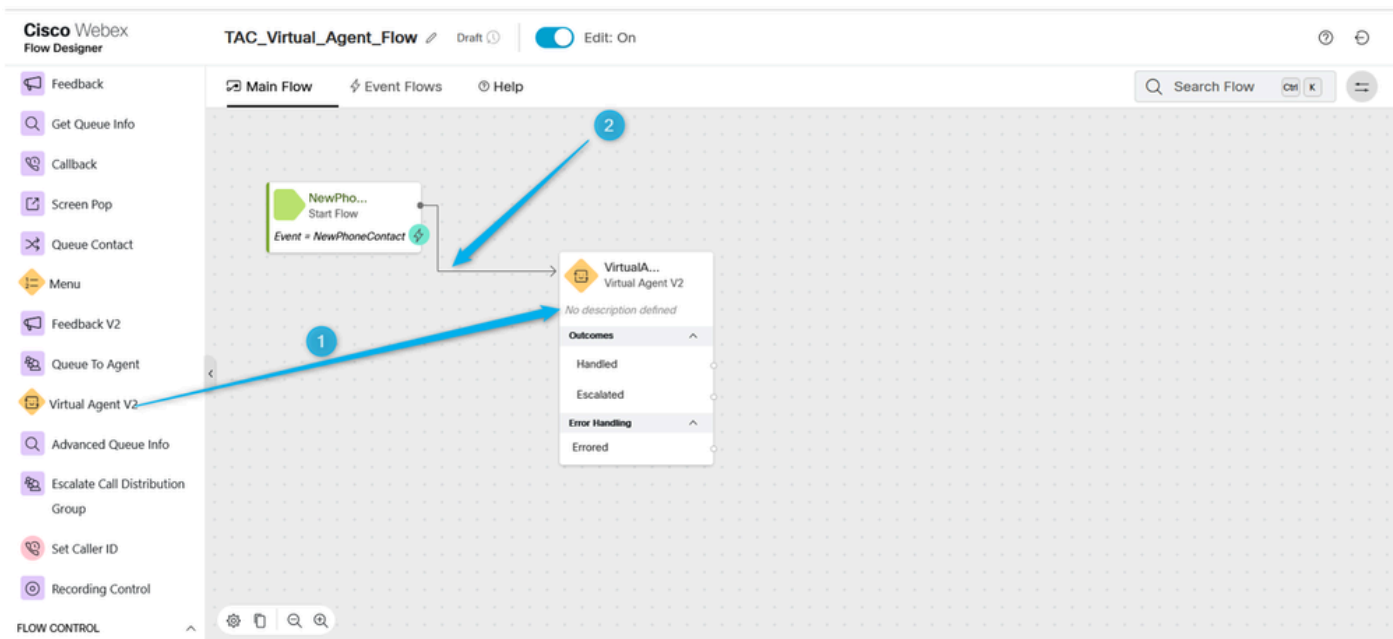 Cisco Webex
Flow Designer
TAC_Virtual_Agent_Flow
Draft
Edit: On
Feedback
Get Queue Info
Callback
Screen Pop
Queue Contact
Menu
Feedback V2
Queue To Agent
Virtual Agent V2
Advanced Queue Info
Escalate Call Distribution
Group
Set Caller ID
Recording Control
FLOW CONTROL
Main Flow
Event Flows
Help
Search Flow
Ctrl
K
2
NewPho...
Start Flow
Event = NewPhoneContact
1
VirtualA...
Virtual Agent V2
No description defined
Outcomes
Handled
Escalated
Error Handling
Errored